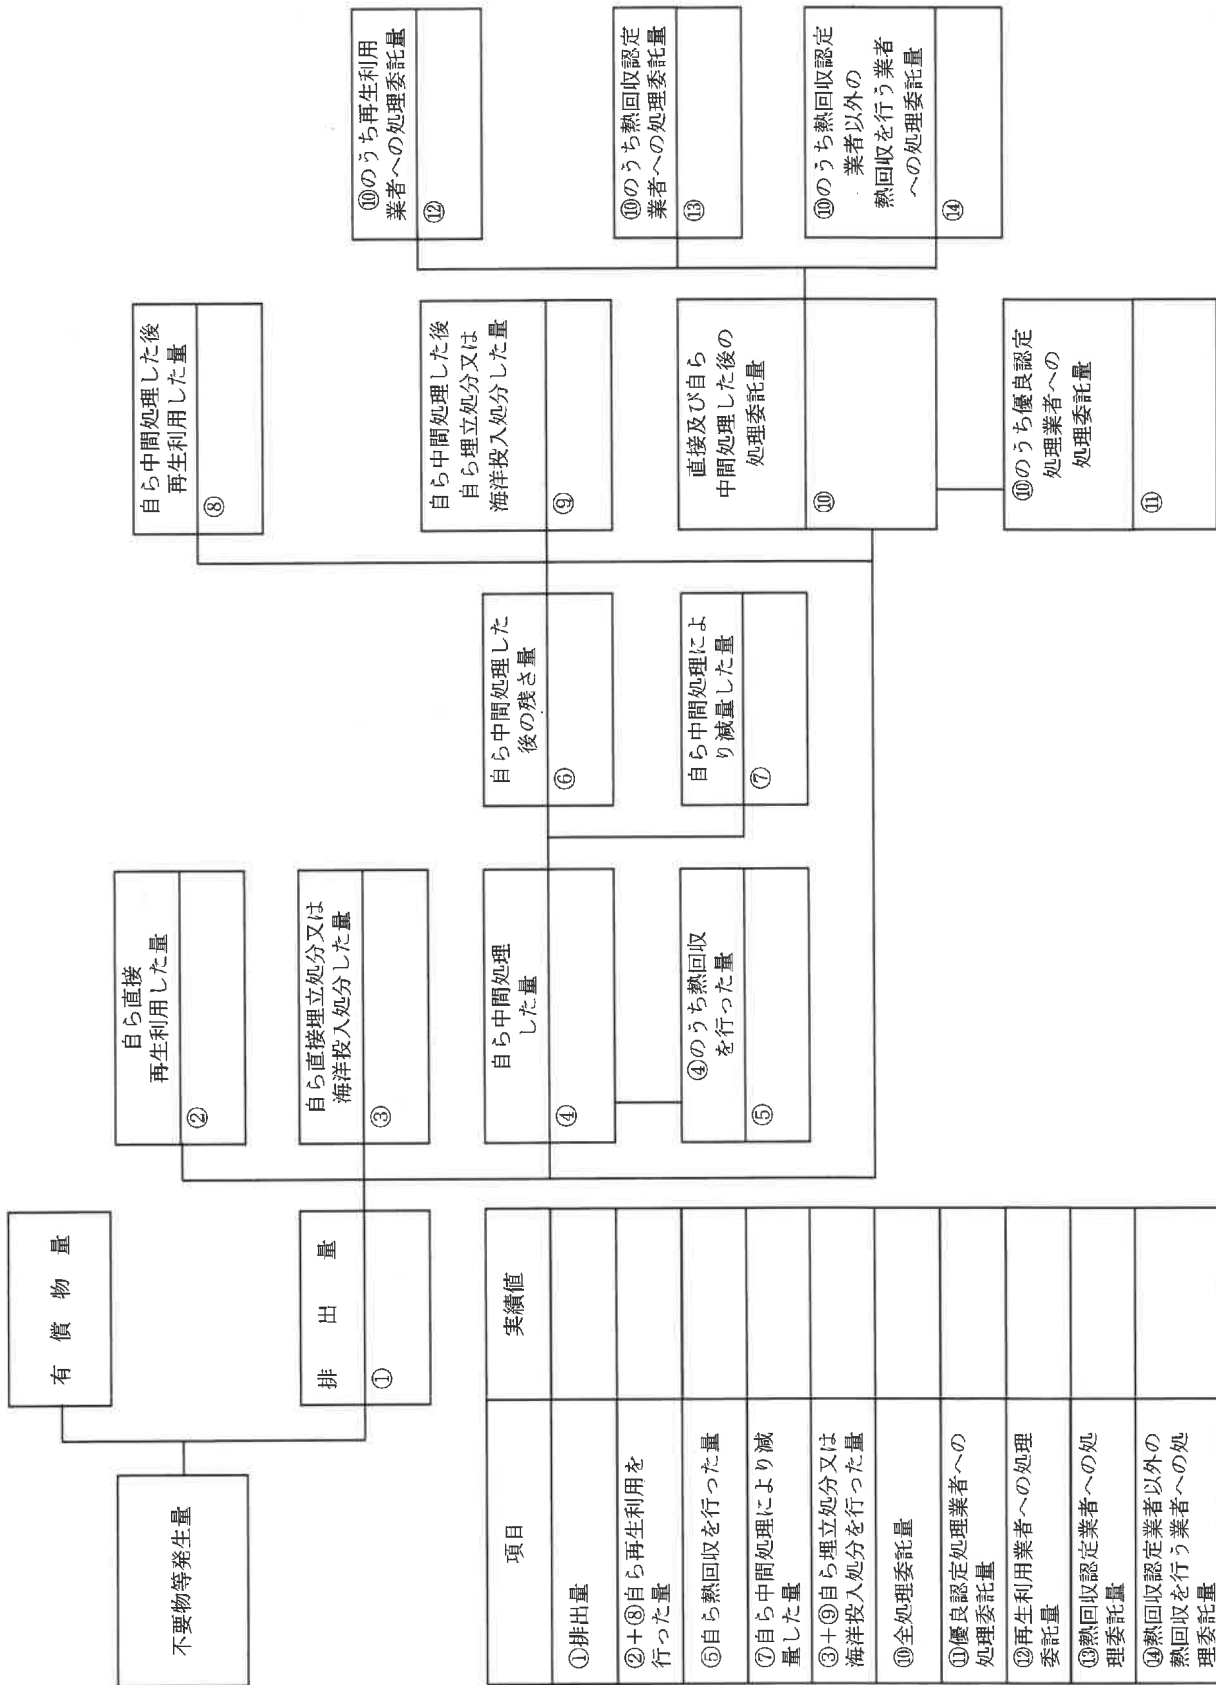 不要物等発生量
有償物量
排出量
①
自ら直接
再生利用した量
②
自ら直接埋立処分又は
海洋投入処分した量
③
自ら中間処理
した量
④
④のうち熱回収
を行った量
⑤
自ら中間処理した
後の残さ量
⑥
自ら中間処理によ
り減量した量
⑦
自ら中間処理した後
再生利用した量
⑧
自ら中間処理した後
自ら埋立処分又は
海洋投入処分した量
⑨
直接及び自ら
中間処理した後の
処理委託量
⑩
⑩のうち優良認定
処理業者への
処理委託量
⑪
⑩のうち再生利用
業者への処理委託量
⑫
⑩のうち熱回収認定
業者への処理委託量
⑬
⑩のうち熱回収認定
業者以外の
熱回収を行う業者
への処理委託量
⑭
項目
実績値
①排出量
②+⑧自ら再生利用を
行った量
⑤自ら熱回収を行った量
⑦自ら中間処理により減
量した量
③+⑨自ら埋立処分又は
海洋投入処分を行った量
⑩全処理委託量
⑪優良認定処理業者への
処理委託量
⑫再生利用業者への処理
委託量
⑬熱回収認定業者への処
理委託量
⑭熱回収認定業者以外の
熱回収を行う業者への処
理委託量